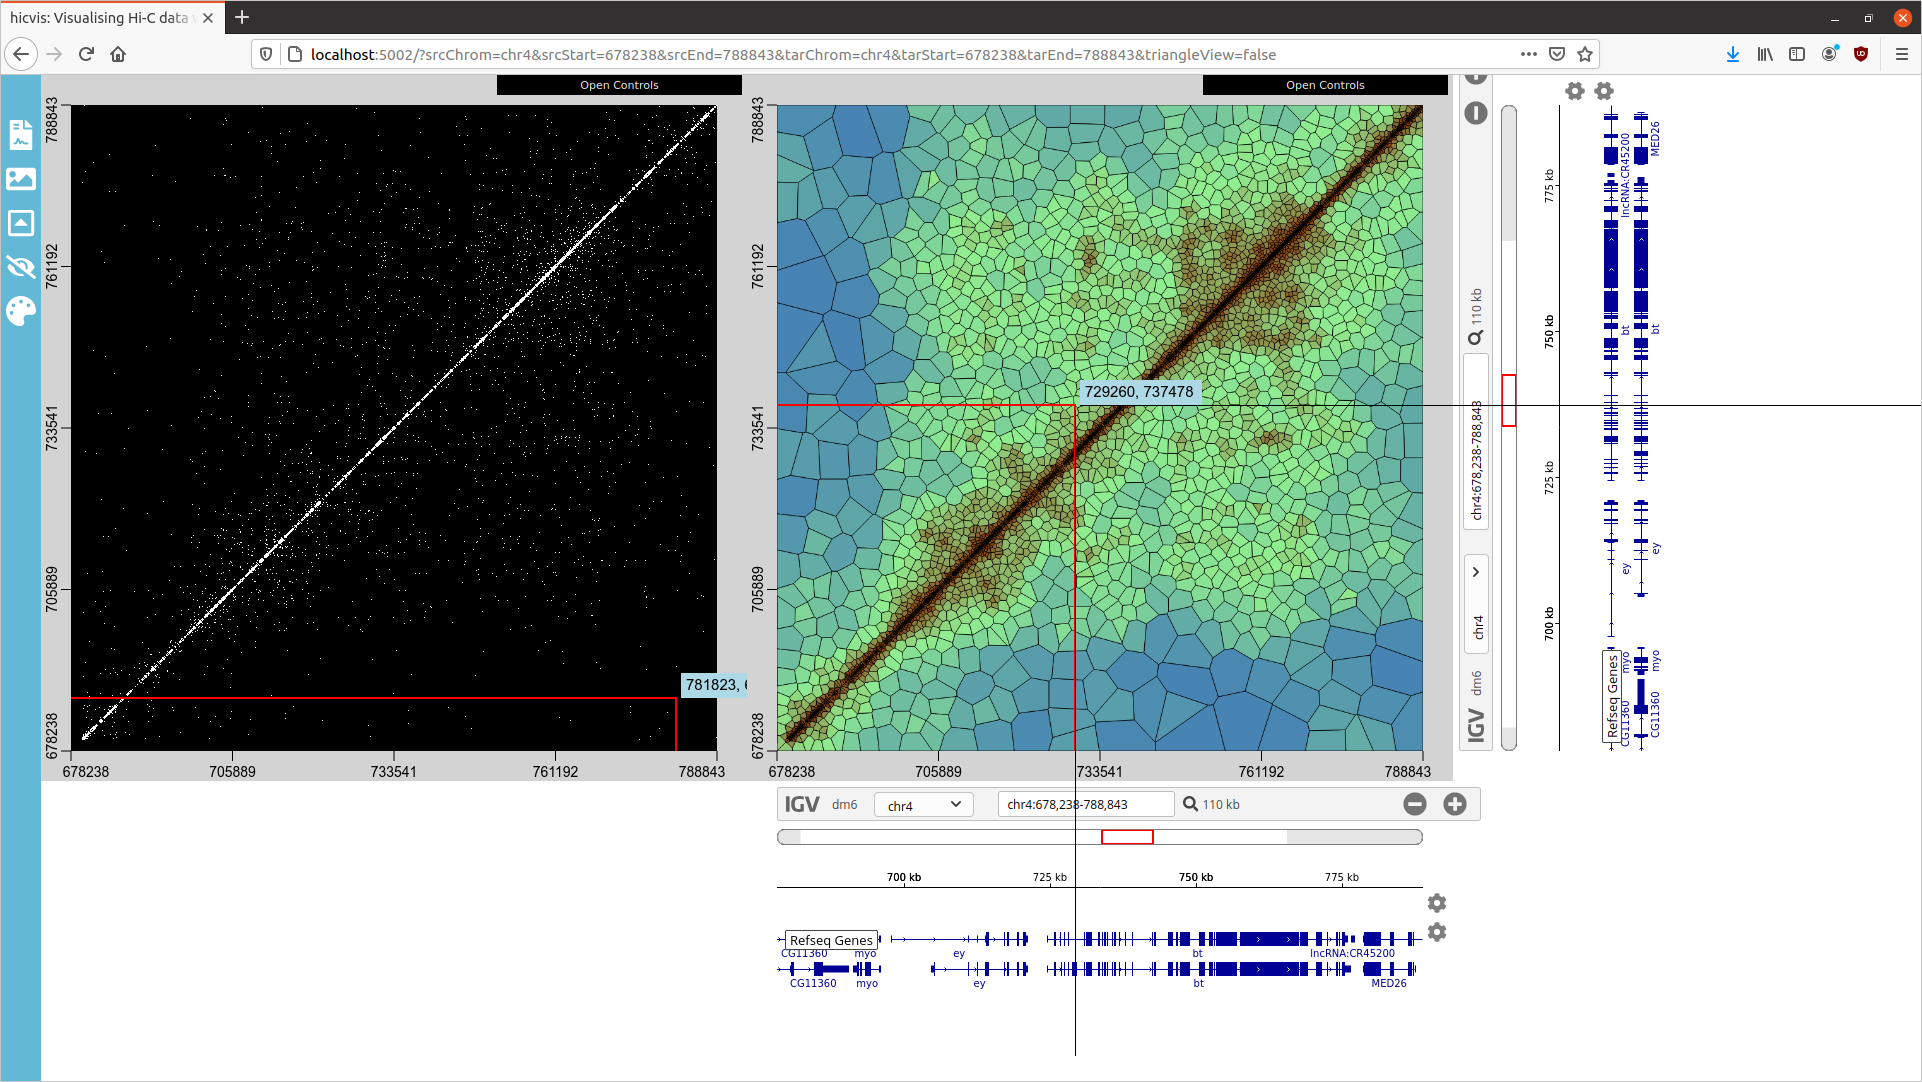 hicvis: Visualising Hi-C data
localhost:5002/?srcChrom=chr4&srcStart=678238&srcEnd=788843&tarChrom=chr4&tarStart=678238&tarEnd=788843&triangleView=false
Open Controls
788843
761192
733541
705889
678238
781823, 6
678238 705889 733541 761192 788843
Open Controls
788843
761192
733541
705889
678238
729260, 737478
678238 705889 733541 761192 788843
IGV dm6 chr4 chr4:678,238-788,843 110 kb
700 kb 725 kb 750 kb 775 kb
Refseq Genes
CG11360 myo ey bt lncRNA:CR45200
CG11360 myo ey bt MED26
IGV dm6 chr4 chr4:678,238-788,843 110 kb
700 kb 725 kb 750 kb 775 kb
Refseq Genes
CG11360 myo ey bt lncRNA:CR45200
CG11360 myo ey bt MED26